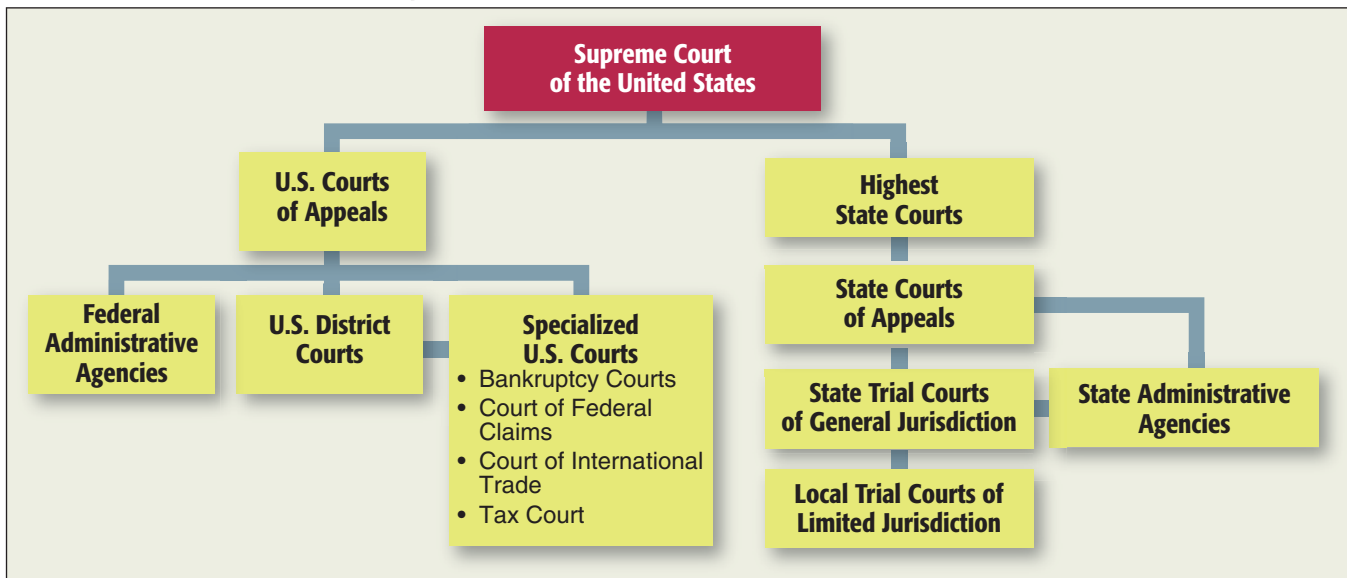 Supreme Court
of the United States
U.S. Courts
of Appeals
Highest
State Courts
Federal
Administrative
Agencies
U.S. District
Courts
Specialized
U.S. Courts
• Bankruptcy Courts
• Court of Federal
Claims
• Court of International
Trade
• Tax Court
State Courts
of Appeals
State Trial Courts
of General Jurisdiction
State Administrative
Agencies
Local Trial Courts of
Limited Jurisdiction